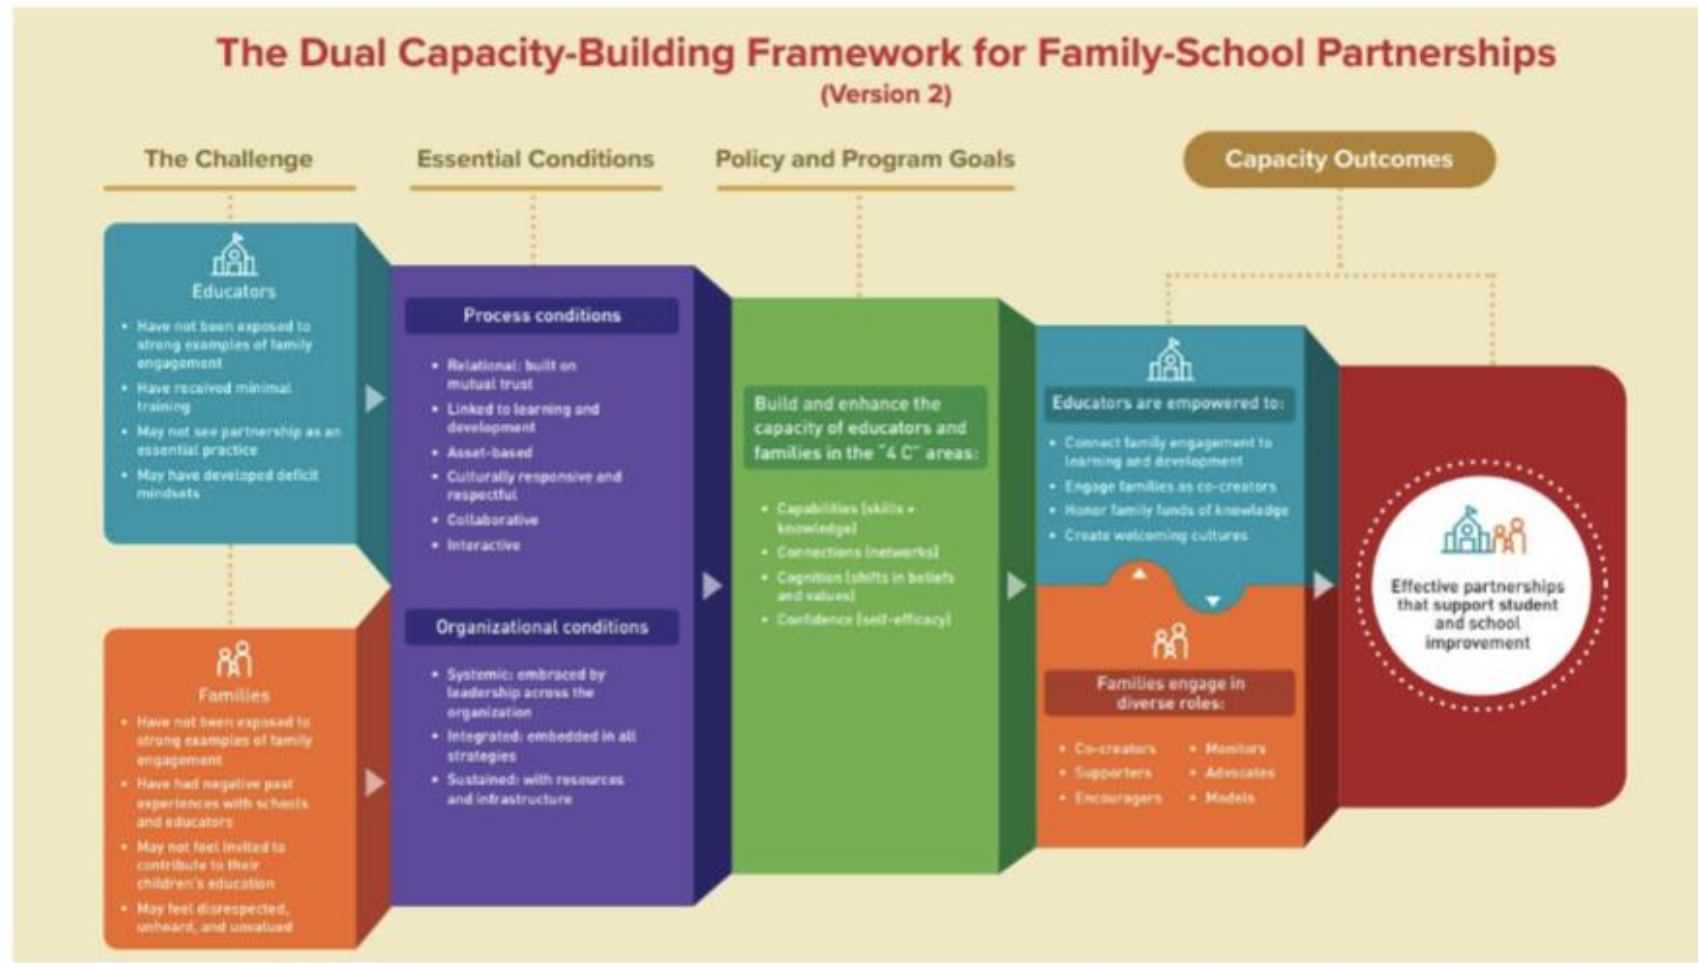 The Dual Capacity-Building Framework for Family-School Partnerships
(Version 2)
The Challenge
Essential Conditions
Policy and Program Goals
Capacity Outcomes
Educators
• Have not been exposed to
strong examples of family
engagement
• Have received minimal
training
• May not see partnership as an
essential practice
• May have developed deficit
mindsets
Families
• Have not been exposed to
strong examples of family
engagement
• Have had negative past
experiences with schools
and educators
• May not feel invited to
contribute to their
children's education
• May feel disrespected,
unheard, and unvalued
Process conditions
• Relational: built on
mutual trust
• Linked to learning and
development
• Asset-based
• Culturally responsive and
respectful
• Collaborative
• Interactive
Organizational conditions
• Systemic: embraced by
leadership across the
organization
• Integrated: embedded in all
strategies
• Sustained: with resources
and infrastructure
Build and enhance the
capacity of educators and
families in the "4 C" areas:
• Capabilities (skills +
knowledge)
• Connections (networks)
• Cognition (shifts in beliefs
and values)
• Confidence (self-efficacy)
Educators are empowered to:
• Connect family engagement to
learning and development
• Engage families as co-creators
• Honor family funds of knowledge
• Create welcoming cultures
Families engage in
diverse roles:
• Co-creators
• Supporters
• Encouragers
• Monitors
• Advocates
• Models
Effective partnerships
that support student
and school
improvement